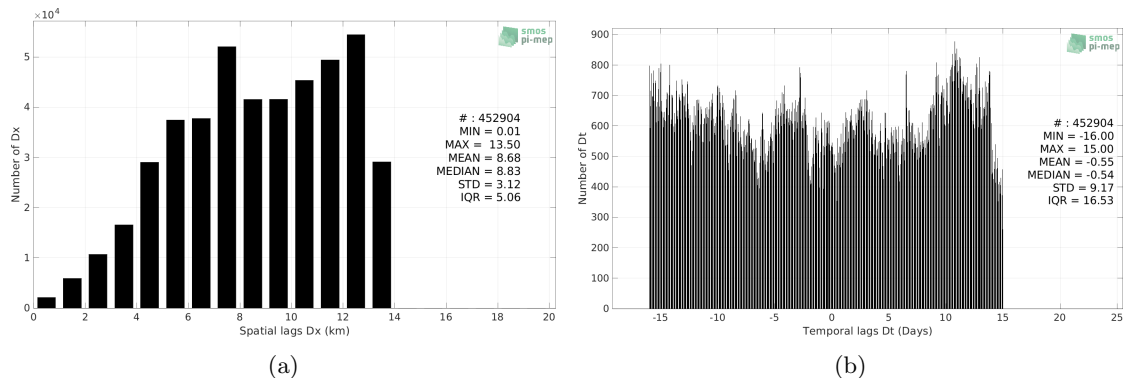 ×10⁴
5
4
3
2
1
0
Number of Dx
0 2 4 6 8 10 12 14 16 18 20
Spatial lags Dx (km)
smos
pi-mep
# : 452904
MIN = 0.01
MAX = 13.50
MEAN = 8.68
MEDIAN = 8.83
STD = 3.12
IQR = 5.06
(a)
900
800
700
600
500
400
300
200
100
0
Number of Dt
-15 -10 -5 0 5 10 15 20 25
Temporal lags Dt (Days)
smos
pi-mep
# : 452904
MIN = -16.00
MAX = 15.00
MEAN = -0.55
MEDIAN = -0.54
STD = 9.17
IQR = 16.53
(b)